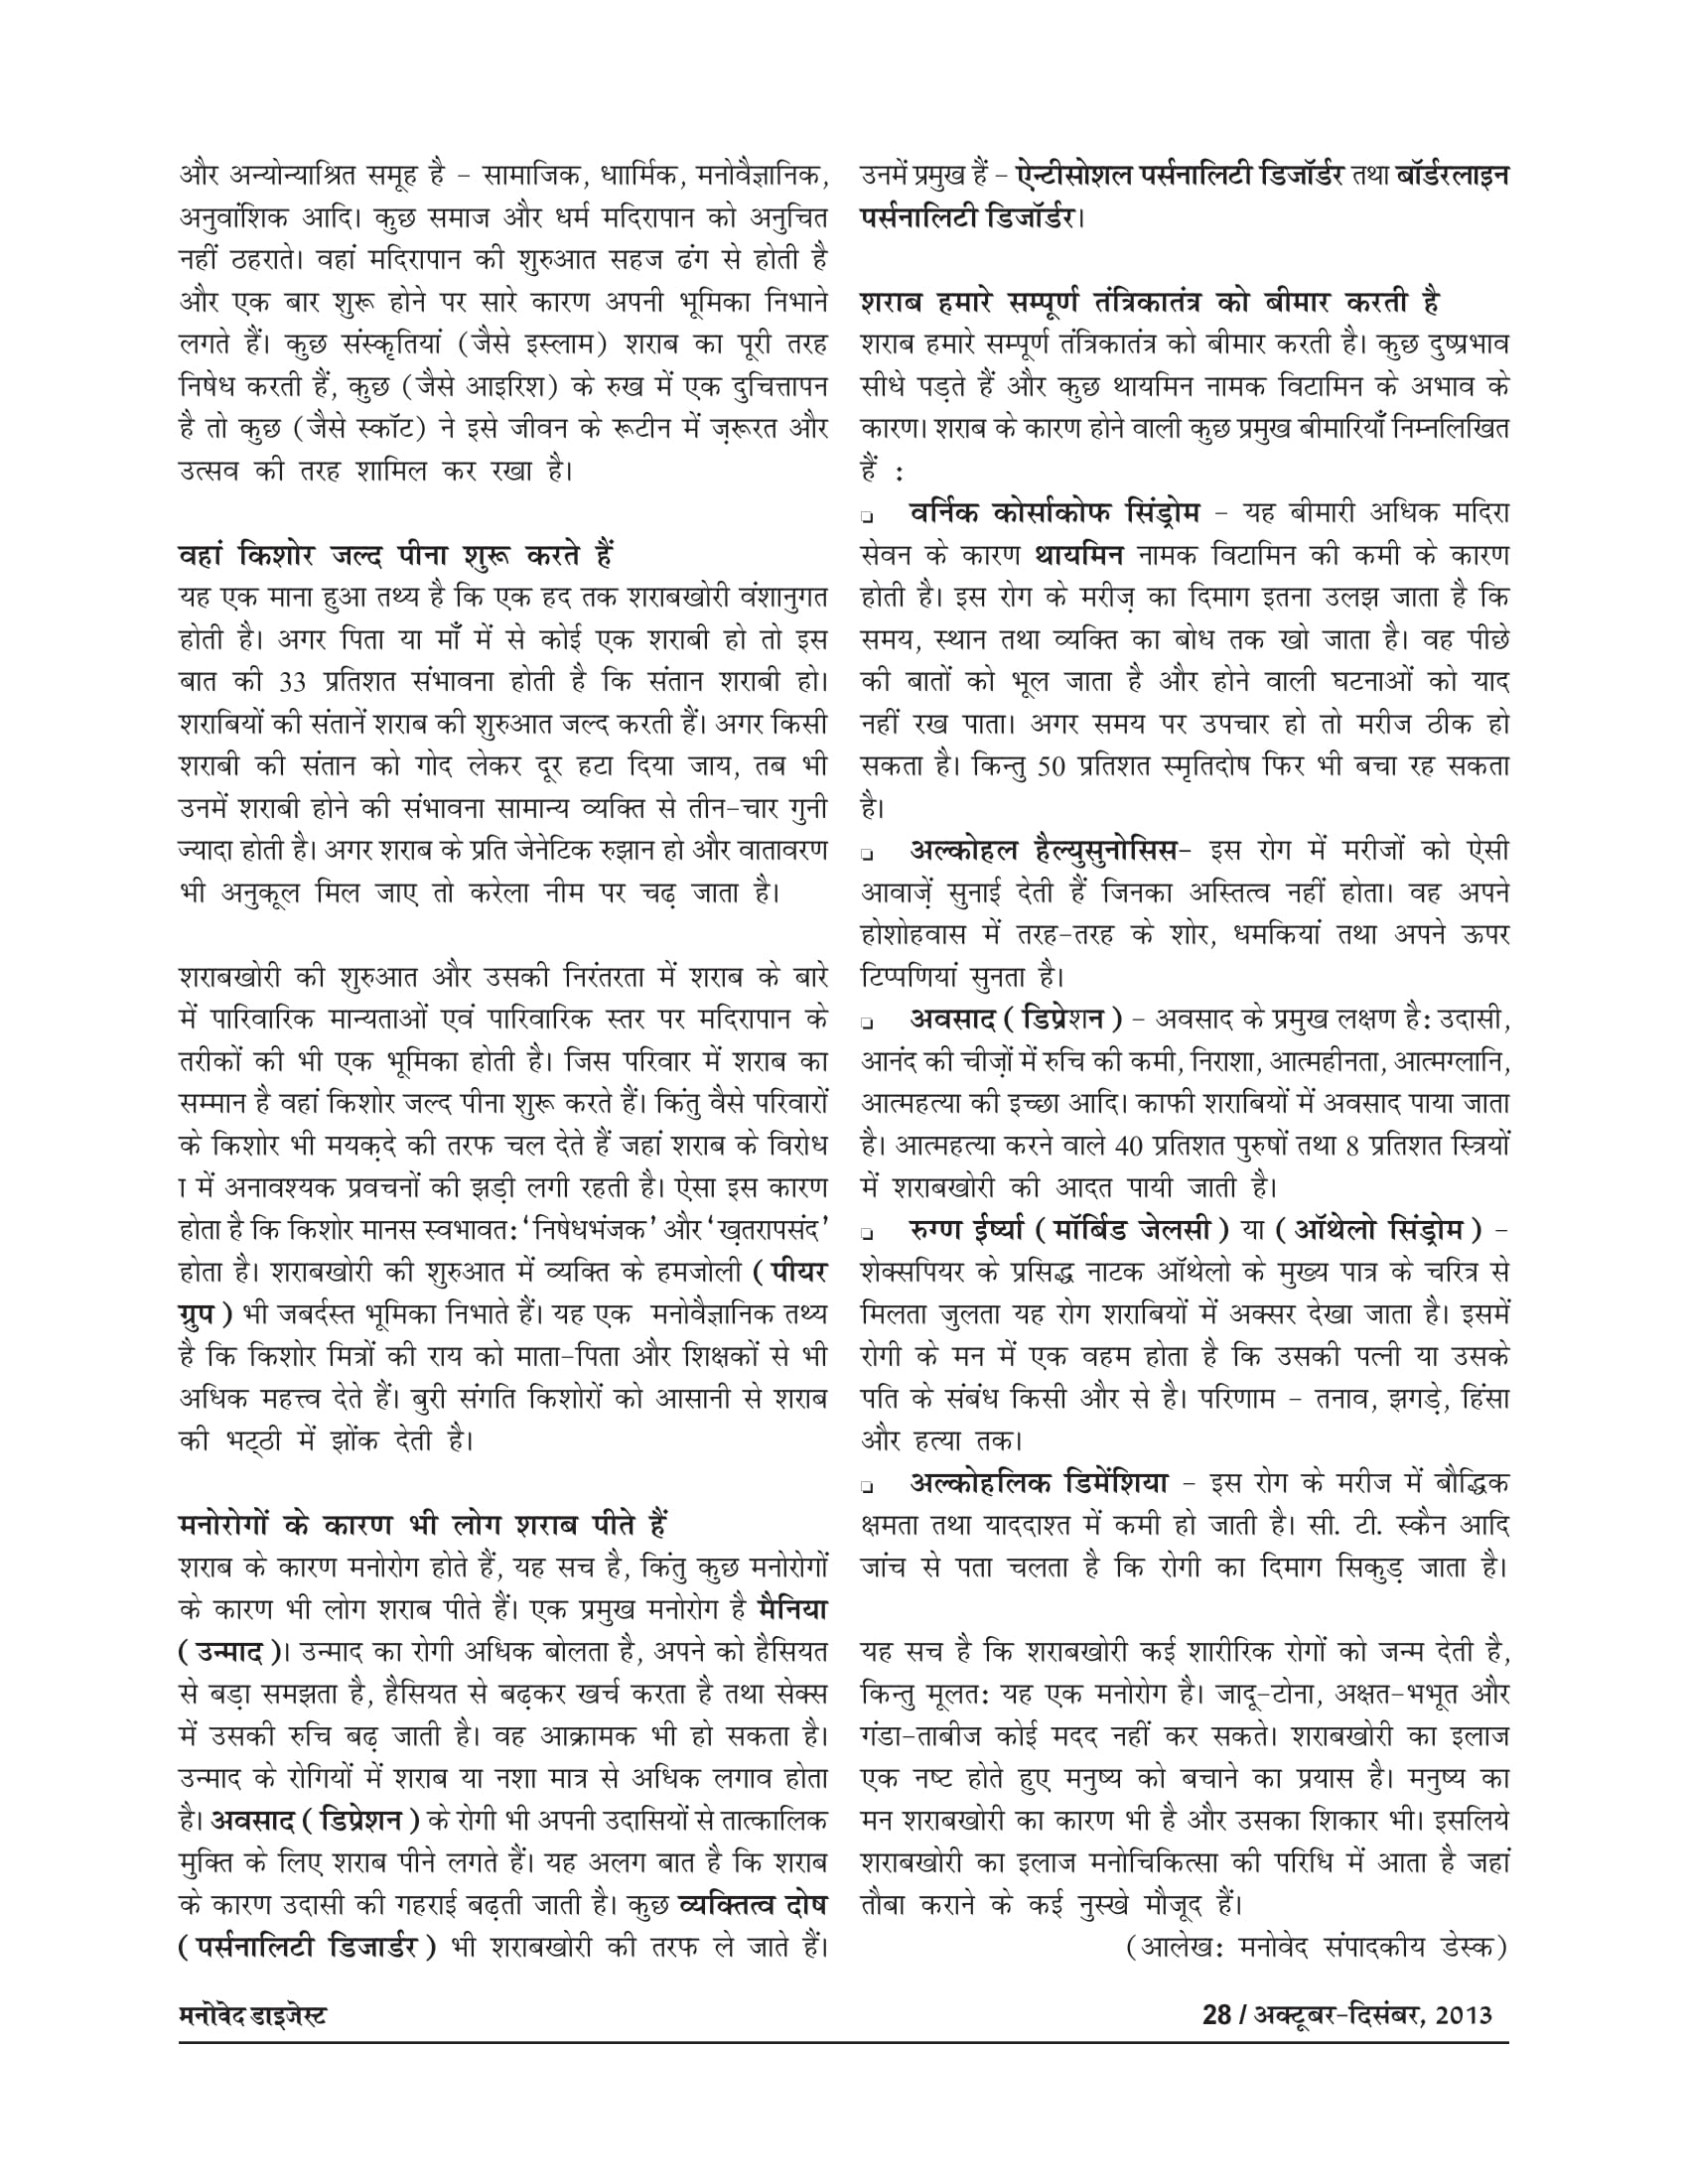 और अन्योन्याश्रित समूह है – सामाजिक, धाार्मिक, मनोवैज्ञानिक,
अनुवांशिक आदि। कुछ समाज और धर्म मदिरापान को अनुचित
नहीं ठहराते। वहां मदिरापान की शुरुआत सहज ढंग से होती है
और एक बार शुरू होने पर सारे कारण अपनी भूमिका निभाने
लगते हैं। कुछ संस्कृतियां (जैसे इस्लाम) शराब का पूरी तरह
निषेध करती हैं, कुछ (जैसे आइरिश) के रुख में एक दुचित्तापन
है तो कुछ (जैसे स्कॉट) ने इसे जीवन के रूटीन में ज़रूरत और
उत्सव की तरह शामिल कर रखा है।
वहां किशोर जल्द पीना शुरू करते हैं
यह एक माना हुआ तथ्य है कि एक हद तक शराबखोरी वंशानुगत
होती है। अगर पिता या माँ में से कोई एक शराबी हो तो इस
बात की 33 प्रतिशत संभावना होती है कि संतान शराबी हो।
शराबियों की संतानें शराब की शुरुआत जल्द करती हैं। अगर किसी
शराबी की संतान को गोद लेकर दूर हटा दिया जाय, तब भी
उनमें शराबी होने की संभावना सामान्य व्यक्ति से तीन-चार गुनी
ज्यादा होती है। अगर शराब के प्रति जेनेटिक रुझान हो और वातावरण
भी अनुकूल मिल जाए तो करेला नीम पर चढ़ जाता है।
शराबखोरी की शुरुआत और उसकी निरंतरता में शराब के बारे
में पारिवारिक मान्यताओं एवं पारिवारिक स्तर पर मदिरापान के
तरीकों की भी एक भूमिका होती है। जिस परिवार में शराब का
सम्मान है वहां किशोर जल्द पीना शुरू करते हैं। किंतु वैसे परिवारों
के किशोर भी मयक़दे की तरफ चल देते हैं जहां शराब के विरोध
ा में अनावश्यक प्रवचनों की झड़ी लगी रहती है। ऐसा इस कारण
होता है कि किशोर मानस स्वभावत: ‘निषेधभंजक’ और ‘ख़तरापसंद’
होता है। शराबखोरी की शुरुआत में व्यक्ति के हमजोली ( पीयर
ग्रुप ) भी जबर्दस्त भूमिका निभाते हैं। यह एक मनोवैज्ञानिक तथ्य
है कि किशोर मित्रों की राय को माता-पिता और शिक्षकों से भी
अधिक महत्त्व देते हैं। बुरी संगति किशोरों को आसानी से शराब
की भट्ठी में झोंक देती है।
मनोरोगों के कारण भी लोग शराब पीते हैं
शराब के कारण मनोरोग होते हैं, यह सच है, किंतु कुछ मनोरोगों
के कारण भी लोग शराब पीते हैं। एक प्रमुख मनोरोग है मैनिया
( उन्माद )। उन्माद का रोगी अधिक बोलता है, अपने को हैसियत
से बड़ा समझता है, हैसियत से बढ़कर खर्च करता है तथा सेक्स
में उसकी रुचि बढ़ जाती है। वह आक्रामक भी हो सकता है।
उन्माद के रोगियों में शराब या नशा मात्र से अधिक लगाव होता
है। अवसाद ( डिप्रेशन ) के रोगी भी अपनी उदासियों से तात्कालिक
मुक्ति के लिए शराब पीने लगते हैं। यह अलग बात है कि शराब
के कारण उदासी की गहराई बढ़ती जाती है। कुछ व्यक्तित्व दोष
( पर्सनालिटी डिजार्डर ) भी शराबखोरी की तरफ ले जाते हैं।
उनमें प्रमुख हैं – ऐन्टीसोशल पर्सनालिटी डिजॉर्डर तथा बॉर्डरलाइन
पर्सनालिटी डिजॉर्डर।
शराब हमारे सम्पूर्ण तंत्रिकातंत्र को बीमार करती है
शराब हमारे सम्पूर्ण तंत्रिकातंत्र को बीमार करती है। कुछ दुष्प्रभाव
सीधे पड़ते हैं और कुछ थायमिन नामक विटामिन के अभाव के
कारण। शराब के कारण होने वाली कुछ प्रमुख बीमारियाँ निम्नलिखित
हैं :
❑ वर्निक कोर्साकोफ सिंड्रोम – यह बीमारी अधिक मदिरा
सेवन के कारण थायमिन नामक विटामिन की कमी के कारण
होती है। इस रोग के मरीज़ का दिमाग इतना उलझ जाता है कि
समय, स्थान तथा व्यक्ति का बोध तक खो जाता है। वह पीछे
की बातों को भूल जाता है और होने वाली घटनाओं को याद
नहीं रख पाता। अगर समय पर उपचार हो तो मरीज ठीक हो
सकता है। किन्तु 50 प्रतिशत स्मृतिदोष फिर भी बचा रह सकता
है।
❑ अल्कोहल हैल्युसुनोसिस– इस रोग में मरीजों को ऐसी
आवाज़ें सुनाई देती हैं जिनका अस्तित्व नहीं होता। वह अपने
होशोहवास में तरह-तरह के शोर, धमकियां तथा अपने ऊपर
टिप्पणियां सुनता है।
❑ अवसाद ( डिप्रेशन ) – अवसाद के प्रमुख लक्षण है: उदासी,
आनंद की चीज़ों में रुचि की कमी, निराशा, आत्महीनता, आत्मग्लानि,
आत्महत्या की इच्छा आदि। काफी शराबियों में अवसाद पाया जाता
है। आत्महत्या करने वाले 40 प्रतिशत पुरुषों तथा 8 प्रतिशत स्त्रियों
में शराबखोरी की आदत पायी जाती है।
❑ रुग्ण ईर्ष्या ( मॉर्बिड जेलसी ) या ( ऑथेलो सिंड्रोम ) –
शेक्सपियर के प्रसिद्ध नाटक ऑथेलो के मुख्य पात्र के चरित्र से
मिलता जुलता यह रोग शराबियों में अक्सर देखा जाता है। इसमें
रोगी के मन में एक वहम होता है कि उसकी पत्नी या उसके
पति के संबंध किसी और से है। परिणाम – तनाव, झगड़े, हिंसा
और हत्या तक।
❑ अल्कोहलिक डिमेंशिया – इस रोग के मरीज में बौद्धिक
क्षमता तथा याददाश्त में कमी हो जाती है। सी. टी. स्कैन आदि
जांच से पता चलता है कि रोगी का दिमाग सिकुड़ जाता है।
यह सच है कि शराबखोरी कई शारीरिक रोगों को जन्म देती है,
किन्तु मूलत: यह एक मनोरोग है। जादू-टोना, अक्षत-भभूत और
गंडा-ताबीज कोई मदद नहीं कर सकते। शराबखोरी का इलाज
एक नष्ट होते हुए मनुष्य को बचाने का प्रयास है। मनुष्य का
मन शराबखोरी का कारण भी है और उसका शिकार भी। इसलिये
शराबखोरी का इलाज मनोचिकित्सा की परिधि में आता है जहां
तौबा कराने के कई नुस्खे मौजूद हैं।
(आलेख: मनोवेद संपादकीय डेस्क)
मनोवेद डाइजेस्ट
28 / अक्टूबर-दिसंबर, 2013